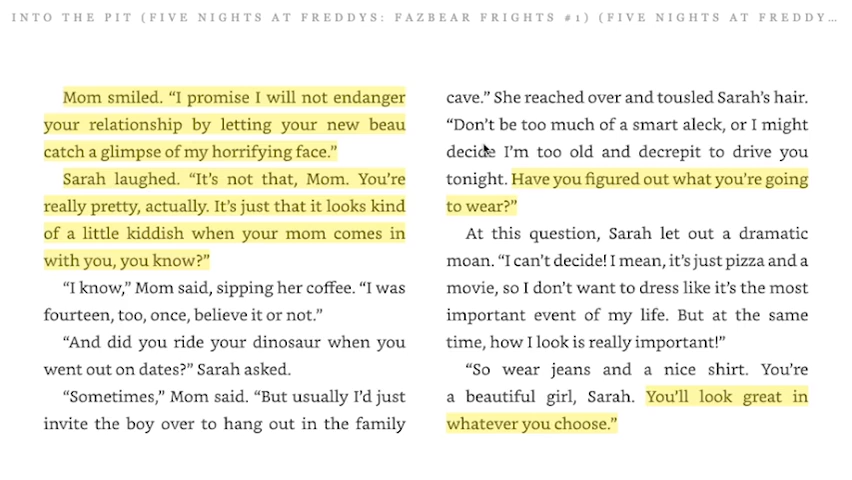 INTO THE PIT (FIVE NIGHTS AT FREDDYS: FAZBEAR FRIGHTS #1) (FIVE NIGHTS AT FREDDY…
Mom smiled. “I promise I will not endanger
your relationship by letting your new beau
catch a glimpse of my horrifying face.”
Sarah laughed. “It’s not that, Mom. You’re
really pretty, actually. It’s just that it looks kind
of a little kiddish when your mom comes in
with you, you know?”
“I know,” Mom said, sipping her coffee. “I was
fourteen, too, once, believe it or not.”
“And did you ride your dinosaur when you
went out on dates?” Sarah asked.
“Sometimes,” Mom said. “But usually I’d just
invite the boy over to hang out in the family
cave.” She reached over and tousled Sarah’s hair.
“Don’t be too much of a smart aleck, or I might
decide I’m too old and decrepit to drive you
tonight. Have you figured out what you’re going
to wear?”
At this question, Sarah let out a dramatic
moan. “I can’t decide! I mean, it’s just pizza and a
movie, so I don’t want to dress like it’s the most
important event of my life. But at the same
time, how I look is really important!”
“So wear jeans and a nice shirt. You’re
a beautiful girl, Sarah. You’ll look great in
whatever you choose.”